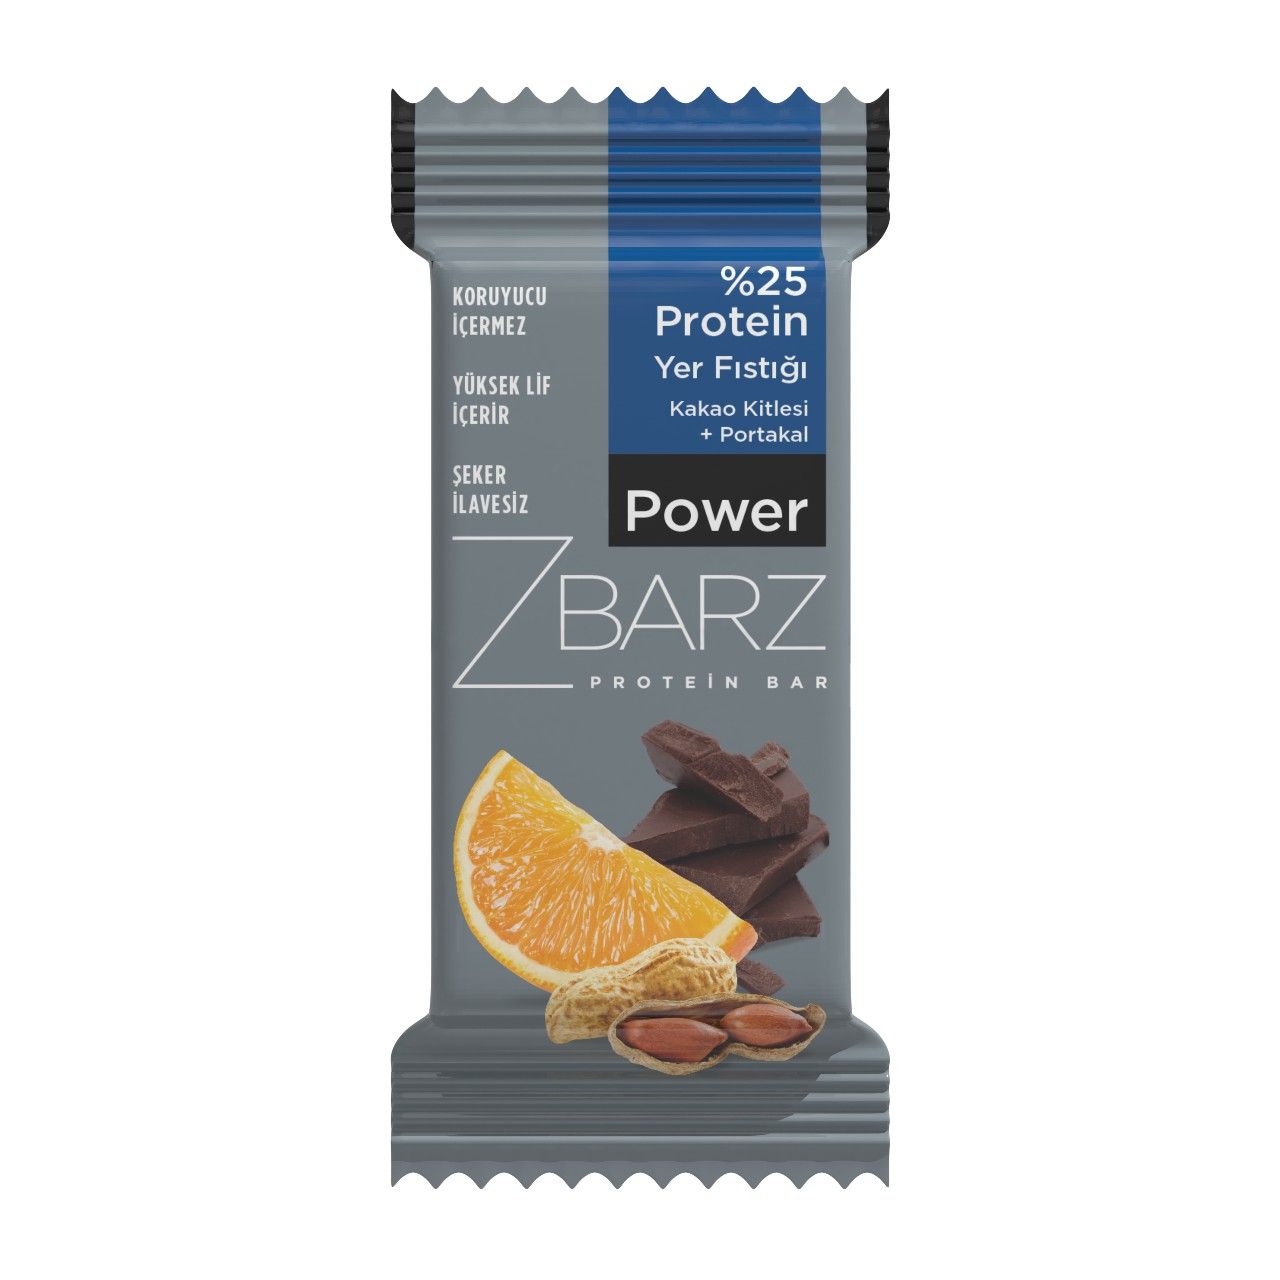 KORUYUCU
İÇERMEZ
YÜKSEK LİF
İÇERİR
ŞEKER
İLAVESİZ
%25
Protein
Yer Fıstığı
Kakao Kitlesi
+ Portakal
Power
ZBARZ
PROTEİN BAR